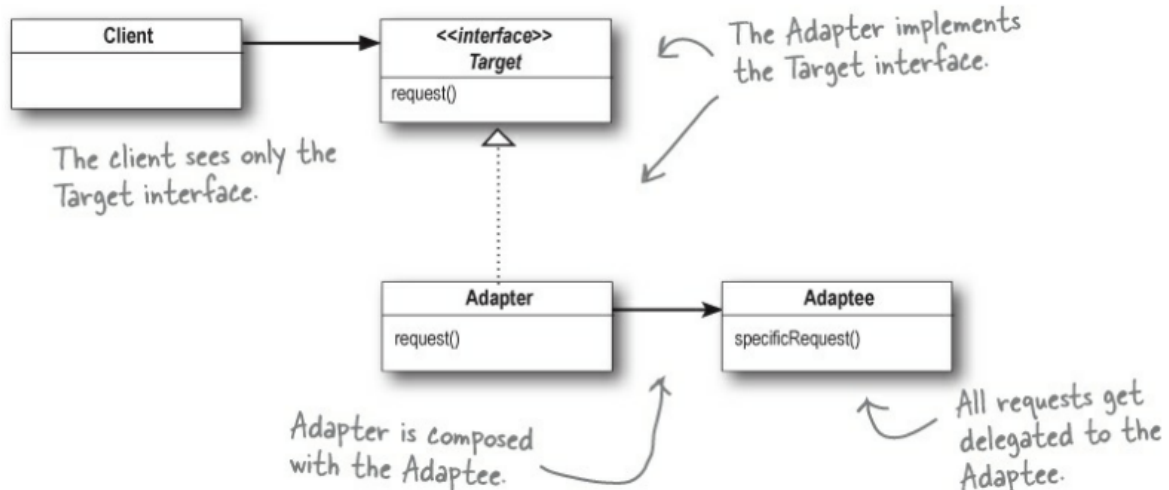 Client
<<interface>>
Target
request()
The Adapter implements
the Target interface.
The client sees only the
Target interface.
Adapter
request()
Adaptee
specificRequest()
Adapter is composed
with the Adaptee.
All requests get
delegated to the
Adaptee.